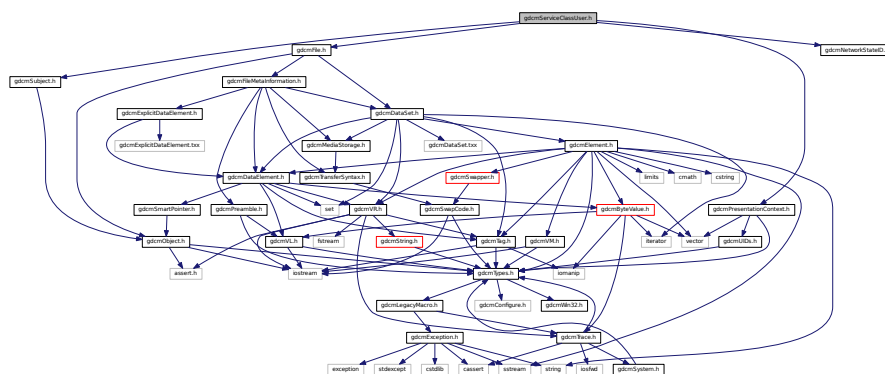 gdcmServiceClassUser.h
gdcmFile.h
gdcmNetworkStateID.
gdcmSubject.h
gdcmFileMetaInformation.h
gdcmExplicitDataElement.h
gdcmDataSet.h
gdcmExplicitDataElement.txx
gdcmMediaStorage.h
gdcmDataSet.txx
gdcmElement.h
gdcmDataElement.h
gdcmTransferSyntax.h
gdcmSwapper.h
limits
cmath
cstring
gdcmSmartPointer.h
gdcmPreamble.h
set
gdcmVR.h
gdcmSwapCode.h
gdcmByteValue.h
gdcmPresentationContext.h
gdcmObject.h
gdcmVL.h
fstream
gdcmString.h
gdcmTag.h
gdcmVM.h
iterator
vector
gdcmUIDs.h
assert.h
iostream
gdcmTypes.h
iomanip
gdcmLegacyMacro.h
gdcmConfigure.h
gdcmWin32.h
gdcmException.h
gdcmTrace.h
exception
stdexcept
cstdlib
cassert
sstream
string
iosfwd
gdcmSystem.h